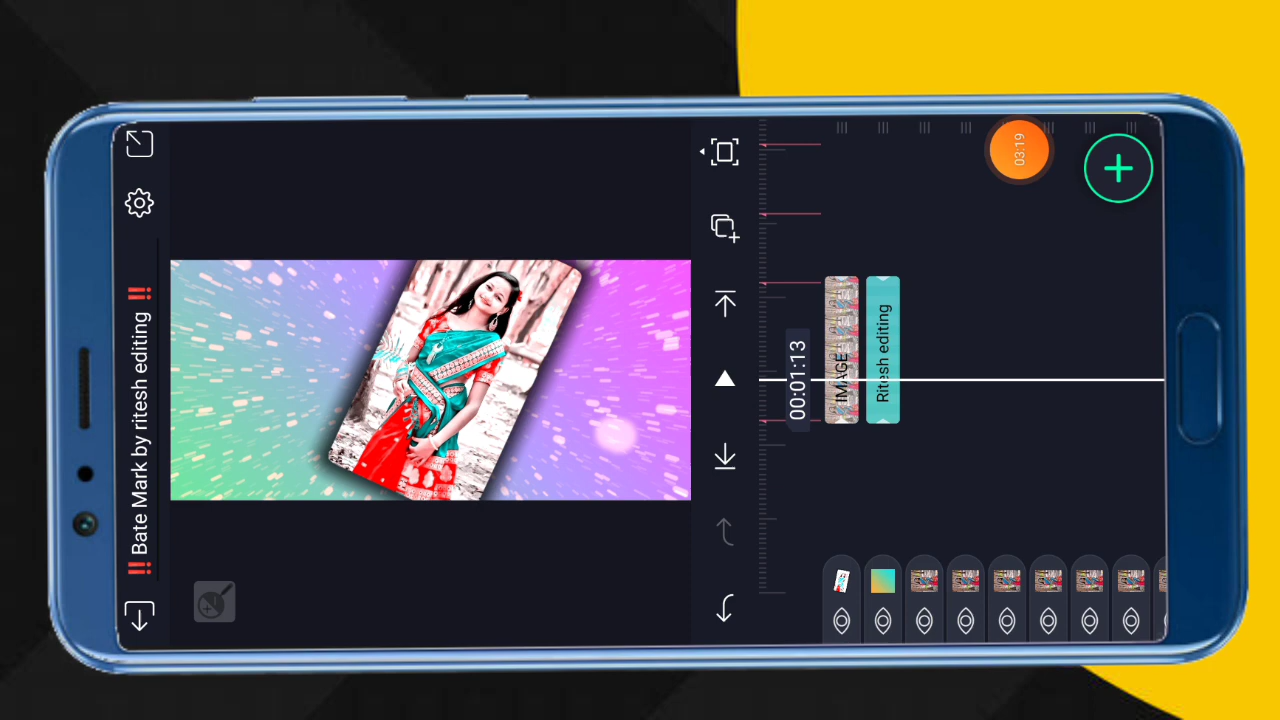 ‼️ Bate Mark by ritesh editing ‼️
00:01:13
IMAGE
Ritesh editing
03:19